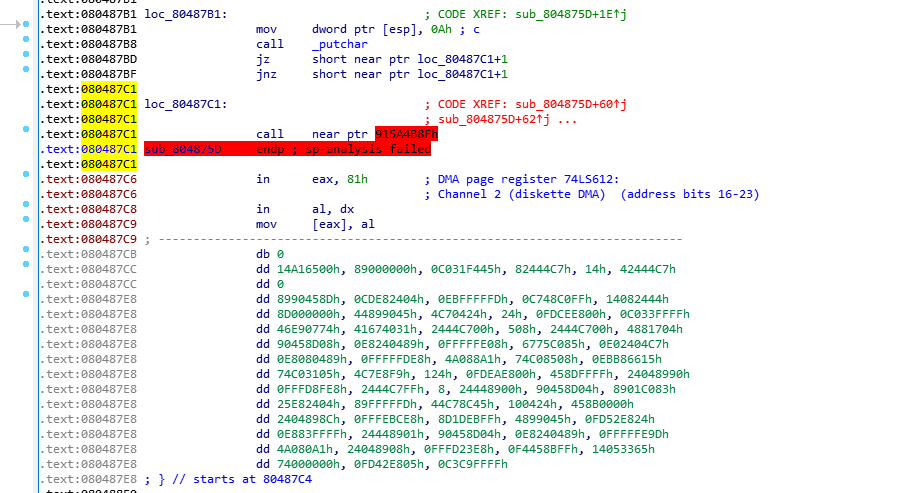 .text:080487B1 loc_80487B1: ; CODE XREF: sub_804875D+1E↑j
.text:080487B1 mov dword ptr [esp], 0Ah ; c
.text:080487B8 call _putchar
.text:080487BD jz short near ptr loc_80487C1+1
.text:080487BF jnz short near ptr loc_80487C1+1
.text:080487C1
.text:080487C1 loc_80487C1: ; CODE XREF: sub_804875D+60↑j
.text:080487C1 ; sub_804875D+62↑j ...
.text:080487C1 call near ptr 915A4B8Fh
.text:080487C1 sub_804875D endp ; sp-analysis failed
.text:080487C1
.text:080487C6 in eax, 81h ; DMA page register 74LS612:
.text:080487C6 ; Channel 2 (diskette DMA) (address bits 16-23)
.text:080487C8 in al, dx
.text:080487C9 mov [eax], al
.text:080487C9 ; ---------------------------------------------------------------------------
.text:080487CB db 0
.text:080487CC dd 14A16500h, 89000000h, 0C031F445h, 82444C7h, 14h, 42444C7h
.text:080487CC dd 0
.text:080487E8 dd 8990458Dh, 0CDE82404h, 0EBFFFFFDh, 0C748C0FFh, 14082444h
.text:080487E8 dd 8D000000h, 44899045h, 4C70424h, 24h, 0FDCEE800h, 0C033FFFFh
.text:080487E8 dd 46E90774h, 41674031h, 2444C700h, 508h, 2444C700h, 4881704h
.text:080487E8 dd 90458D08h, 0E8240489h, 0FFFFFE08h, 6775C085h, 0E02404C7h
.text:080487E8 dd 0E8080489h, 0FFFFFDE8h, 4A088A1h, 74C08508h, 0EBB86615h
.text:080487E8 dd 74C03105h, 4C7E8F9h, 124h, 0FDEAE800h, 458DFFFFh, 24048990h
.text:080487E8 dd 0FFFD8FE8h, 2444C7FFh, 8, 24448900h, 90458D04h, 8901C083h
.text:080487E8 dd 25E82404h, 89FFFFFDh, 44C78C45h, 100424h, 458B0000h
.text:080487E8 dd 2404898Ch, 0FFFEBCE8h, 8D1DEBFFh, 4899045h, 0FD52E824h
.text:080487E8 dd 0E883FFFFh, 24448901h, 90458D04h, 0E8240489h, 0FFFFFE9Dh
.text:080487E8 dd 4A080A1h, 24048908h, 0FFFD23E8h, 0F4458BFFh, 14053365h
.text:080487E8 dd 74000000h, 0FD42E805h, 0C3C9FFFFh
.text:080487E8 ; } // starts at 80487C4